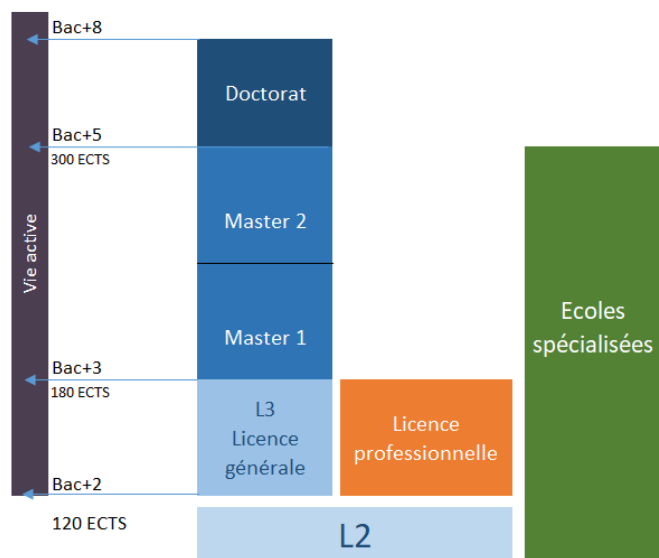 Bac+8
Doctorat
Bac+5
300 ECTS
Master 2
Vie active
Ecoles
spécialisées
Master 1
Bac+3
180 ECTS
L3
Licence
générale
Licence
professionnelle
Bac+2
120 ECTS
L2